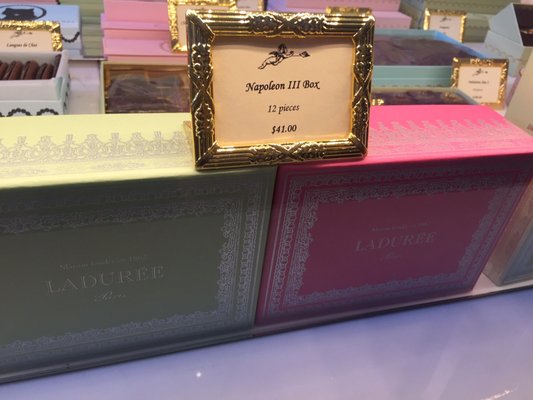 Langues de Chat
Napoleon III Box
12 pieces
$41.00
LADURÉE
Paris
LADURÉE
Paris